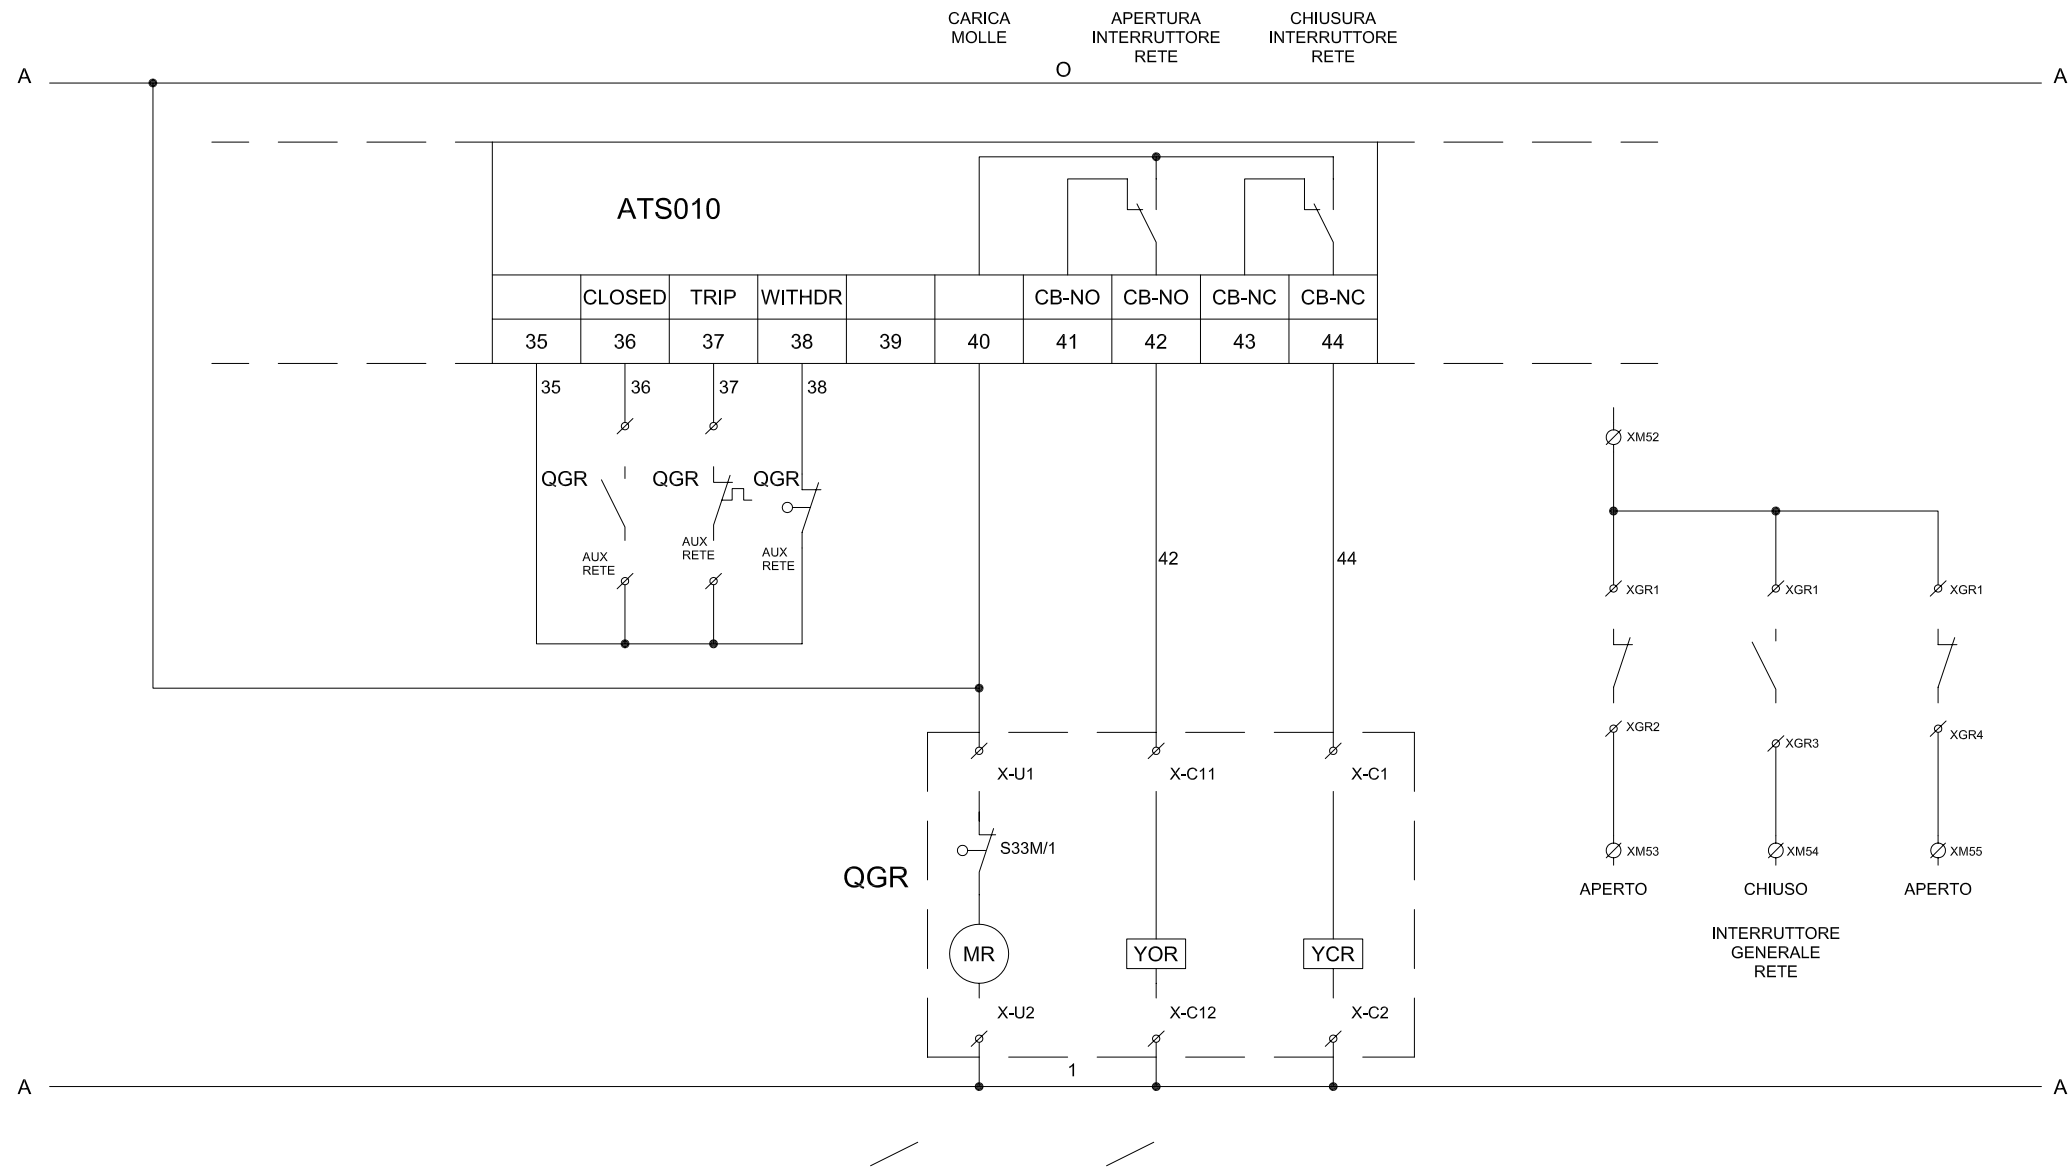 CARICA
MOLLE
APERTURA
INTERRUTTORE
RETE
CHIUSURA
INTERRUTTORE
RETE
A
O
A
ATS010
CLOSED TRIP WITHDR CB-NO CB-NO CB-NC CB-NC
35 36 37 38 39 40 41 42 43 44
35 36 37 38
XM52
QGR QGR QGR
AUX
RETE
AUX
RETE
AUX
RETE
42 44
XGR1 XGR1 XGR1
XGR2 XGR3 XGR4
X-U1 X-C11 X-C1
S33M/1
QGR
XM53 XM54 XM55
APERTO CHIUSO APERTO
INTERRUTTORE
GENERALE
RETE
MR YOR YCR
X-U2 X-C12 X-C2
1
A A